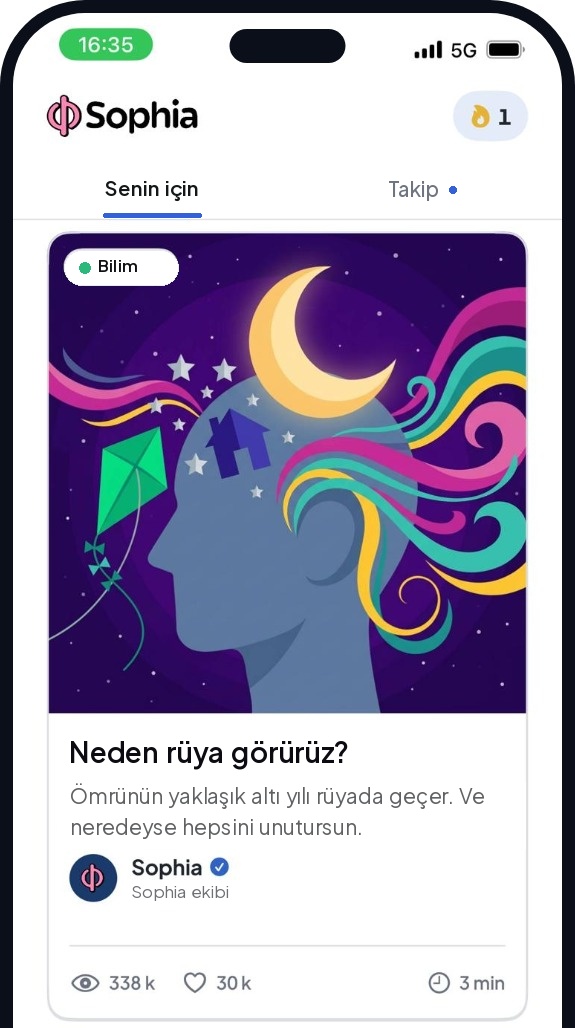 16:35
5G
Sophia
1
Senin için
Takip
Bilim
Neden rüya görürüz?
Ömrünün yaklaşık altı yılı rüyada geçer. Ve
neredeyse hepsini unutursun.
Sophia
Sophia ekibi
338 k
30 k
3 min